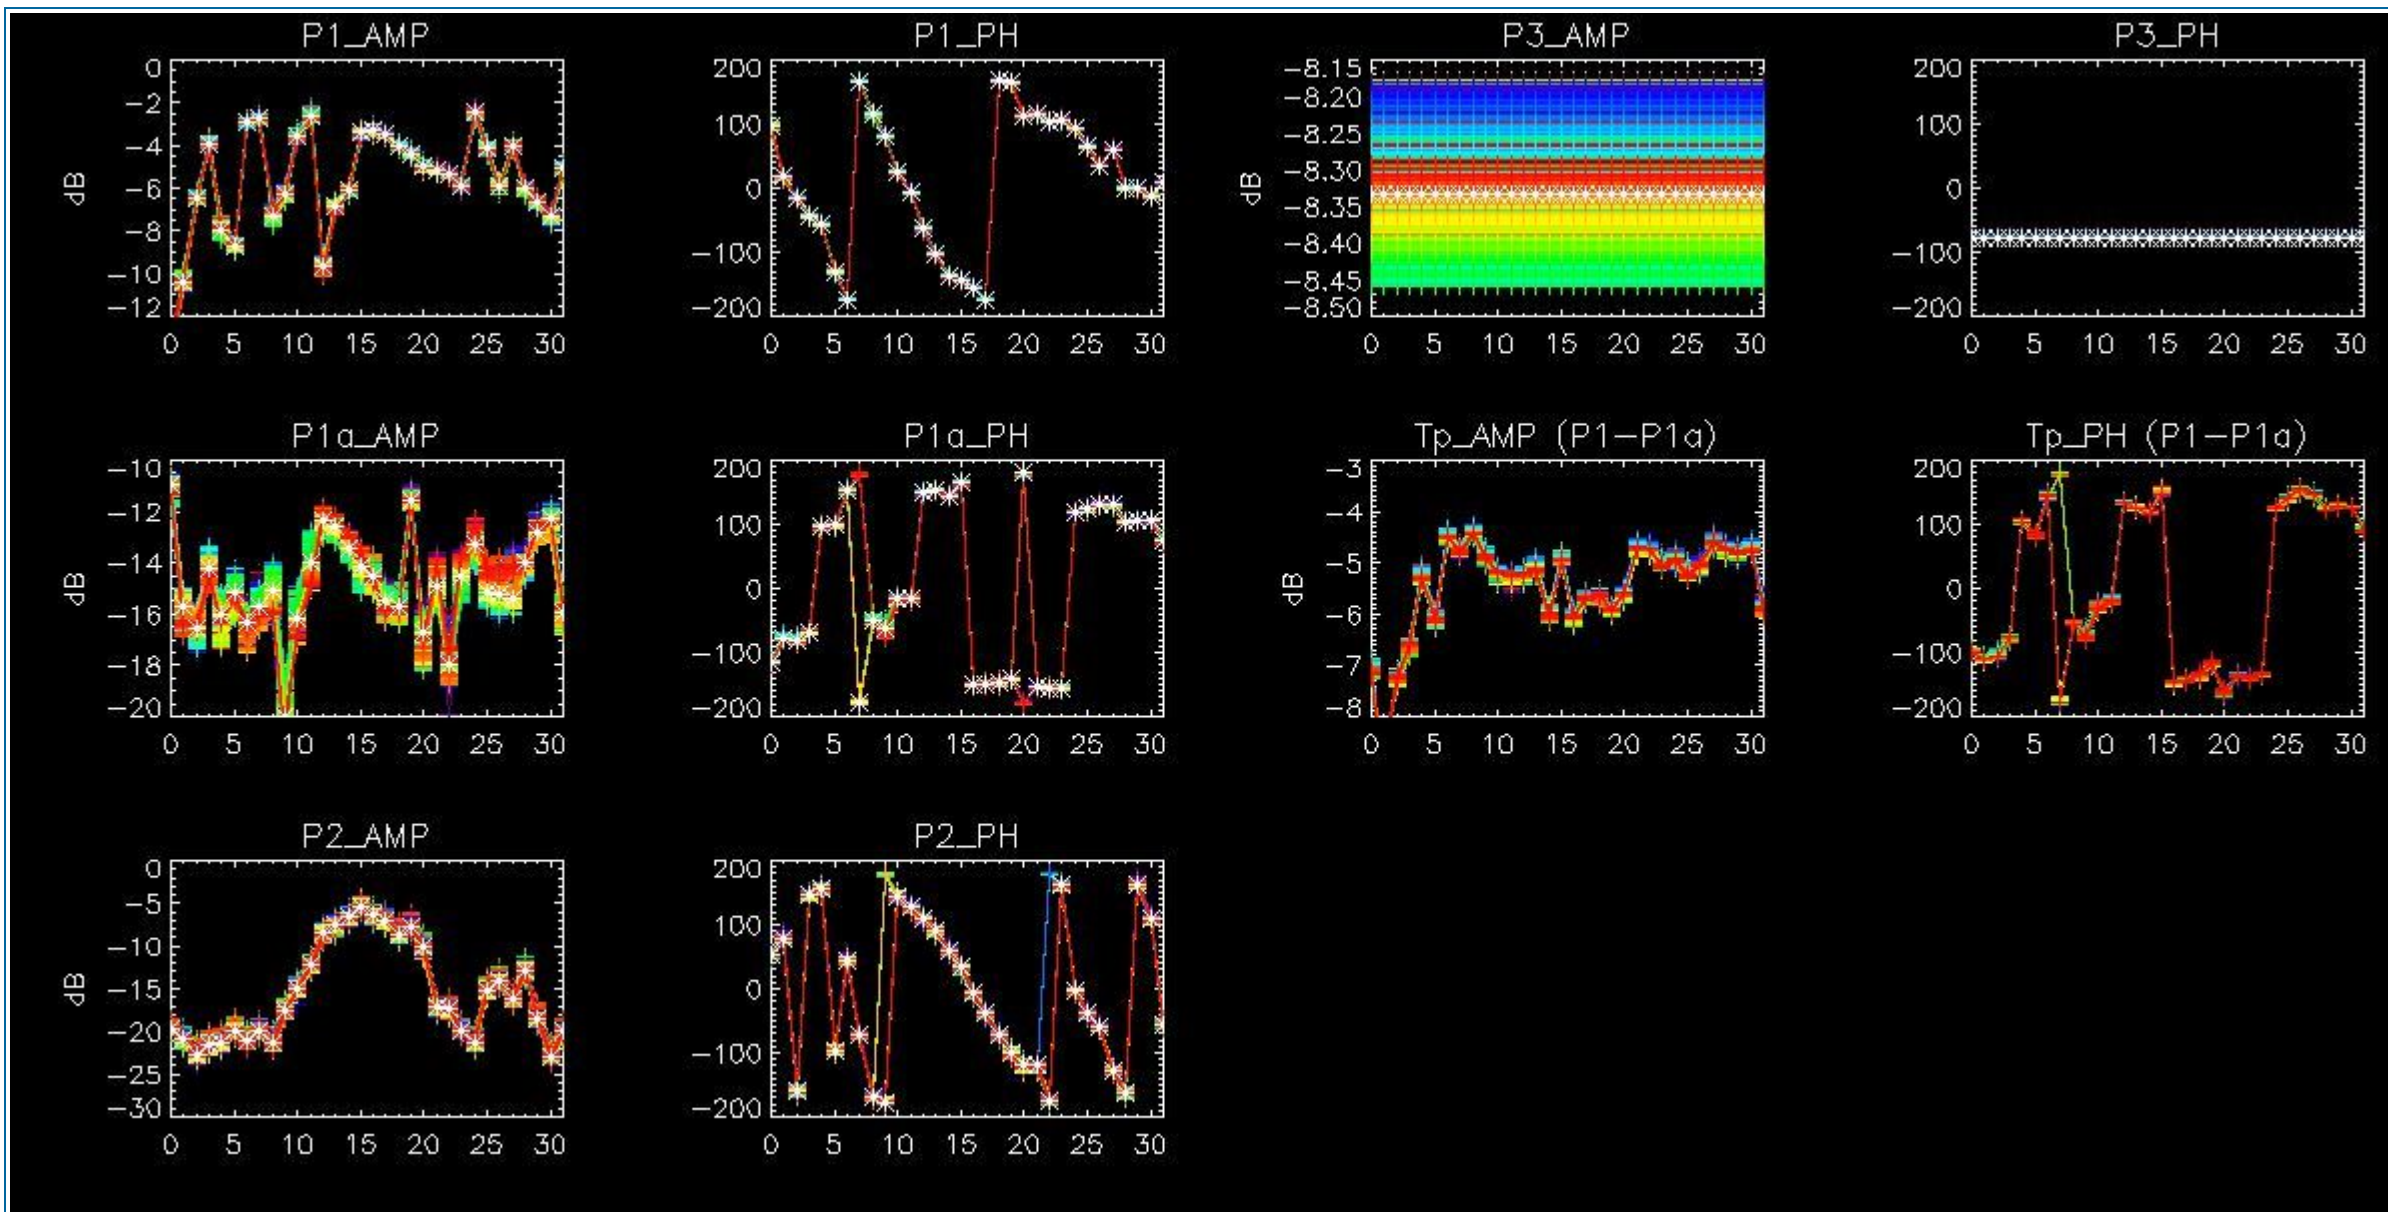 P1_AMP P1_PH P3_AMP P3_PH
0 200 -8.15 200
-2 -8.20
100 100
-4 -8.25
dB -6 0 dB -8.30 0
-8.35
-8 -100 -8.40 -100
-10 -8.45
-12 -200 -8.50 -200
0 5 10 15 20 25 30 0 5 10 15 20 25 30 0 5 10 15 20 25 30 0 5 10 15 20 25 30
P1a_AMP P1a_PH Tp_AMP (P1-P1a) Tp_PH (P1-P1a)
-10 200 -3 200
-12 100 -4 100
dB -14 0 dB -5 0
-16 -6
-18 -100 -7 -100
-20 -200 -8 -200
0 5 10 15 20 25 30 0 5 10 15 20 25 30 0 5 10 15 20 25 30 0 5 10 15 20 25 30
P2_AMP P2_PH
0 200
-5 100
-10
dB -15 0
-20 -100
-25
-30 -200
0 5 10 15 20 25 30 0 5 10 15 20 25 30